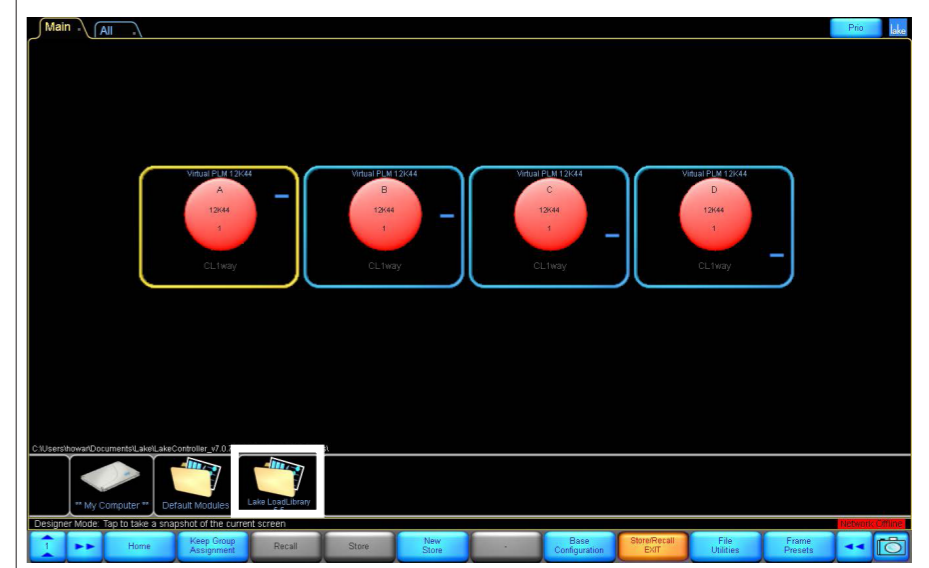 Main
All
Prio
lake
Virtual PLM 12K44
A
12K44
1
CL1way
Virtual PLM 12K44
B
12K44
1
CL1way
Virtual PLM 12K44
C
12K44
1
CL1way
Virtual PLM 12K44
D
12K44
1
CL1way
C:\Users\howar\Documents\Lake\LakeController_v7.0.
** My Computer **
Default Modules
Lake LoadLibrary
Designer Mode: Tap to take a snapshot of the current screen
Network Offline
1
Home
Keep Group
Assignment
Recall
Store
New
Store
-
Base
Configuration
Store/Recall
EXIT
File
Utilities
Frame
Presets